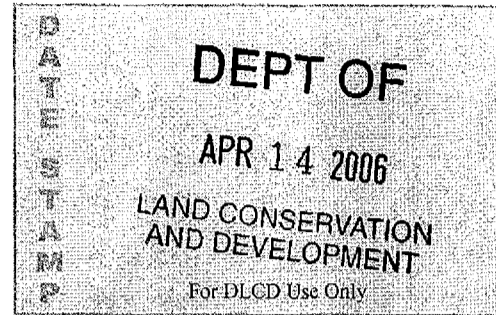 DATE STAMP
DEPT OF
APR 14 2006
LAND CONSERVATION
AND DEVELOPMENT
For DLCD Use Only